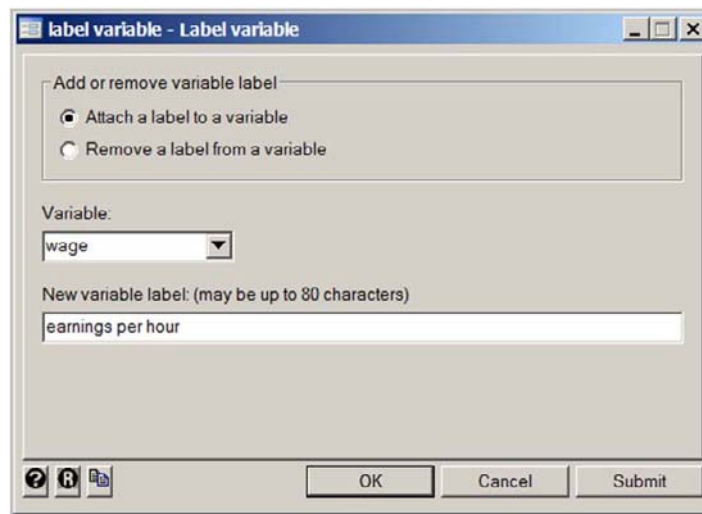 label variable - Label variable
Add or remove variable label
Attach a label to a variable
Remove a label from a variable
Variable:
wage
New variable label: (may be up to 80 characters)
earnings per hour
? R OK Cancel Submit